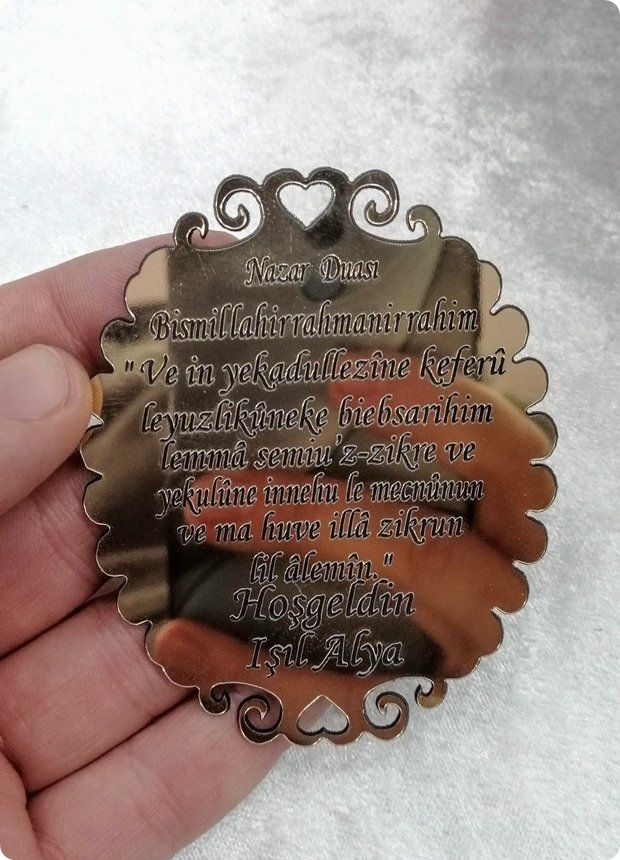 Nazar Duası
Bismillahirrahmanirrahim
"Ve in yekadullezîne keferû
leyuzlikûneke biebsarihim
lemmâ semiu'z-zikre ve
yekulûne innehu le mecnûnun
ve ma huve illâ zikrun
lil âlemîn."
Hoşgeldin
Işıl Alya